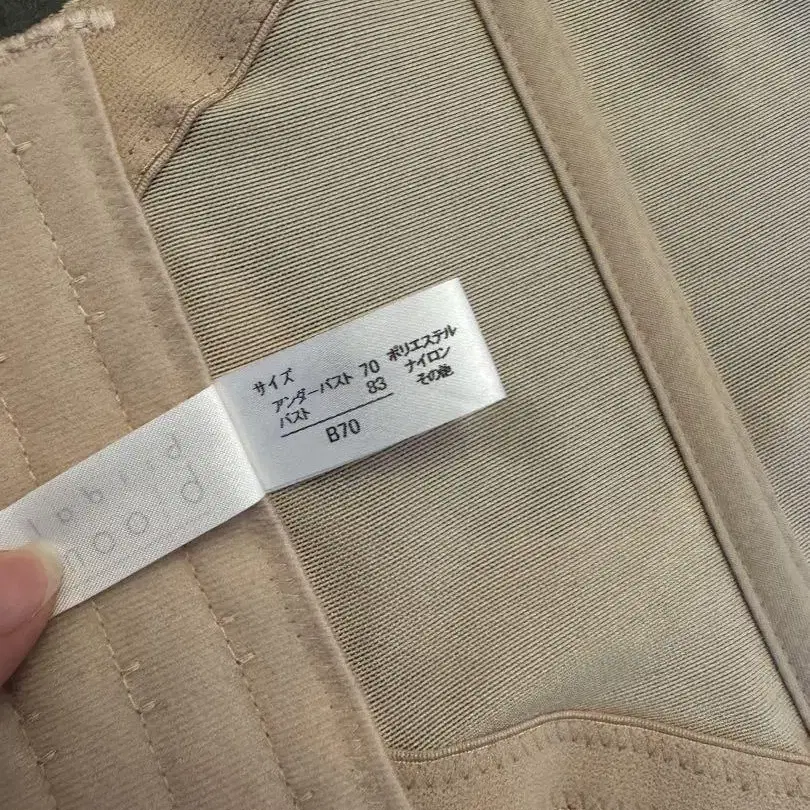 サイズ
アンダーバスト 70
バスト 83
B70
ポリエステル
ナイロン
その他